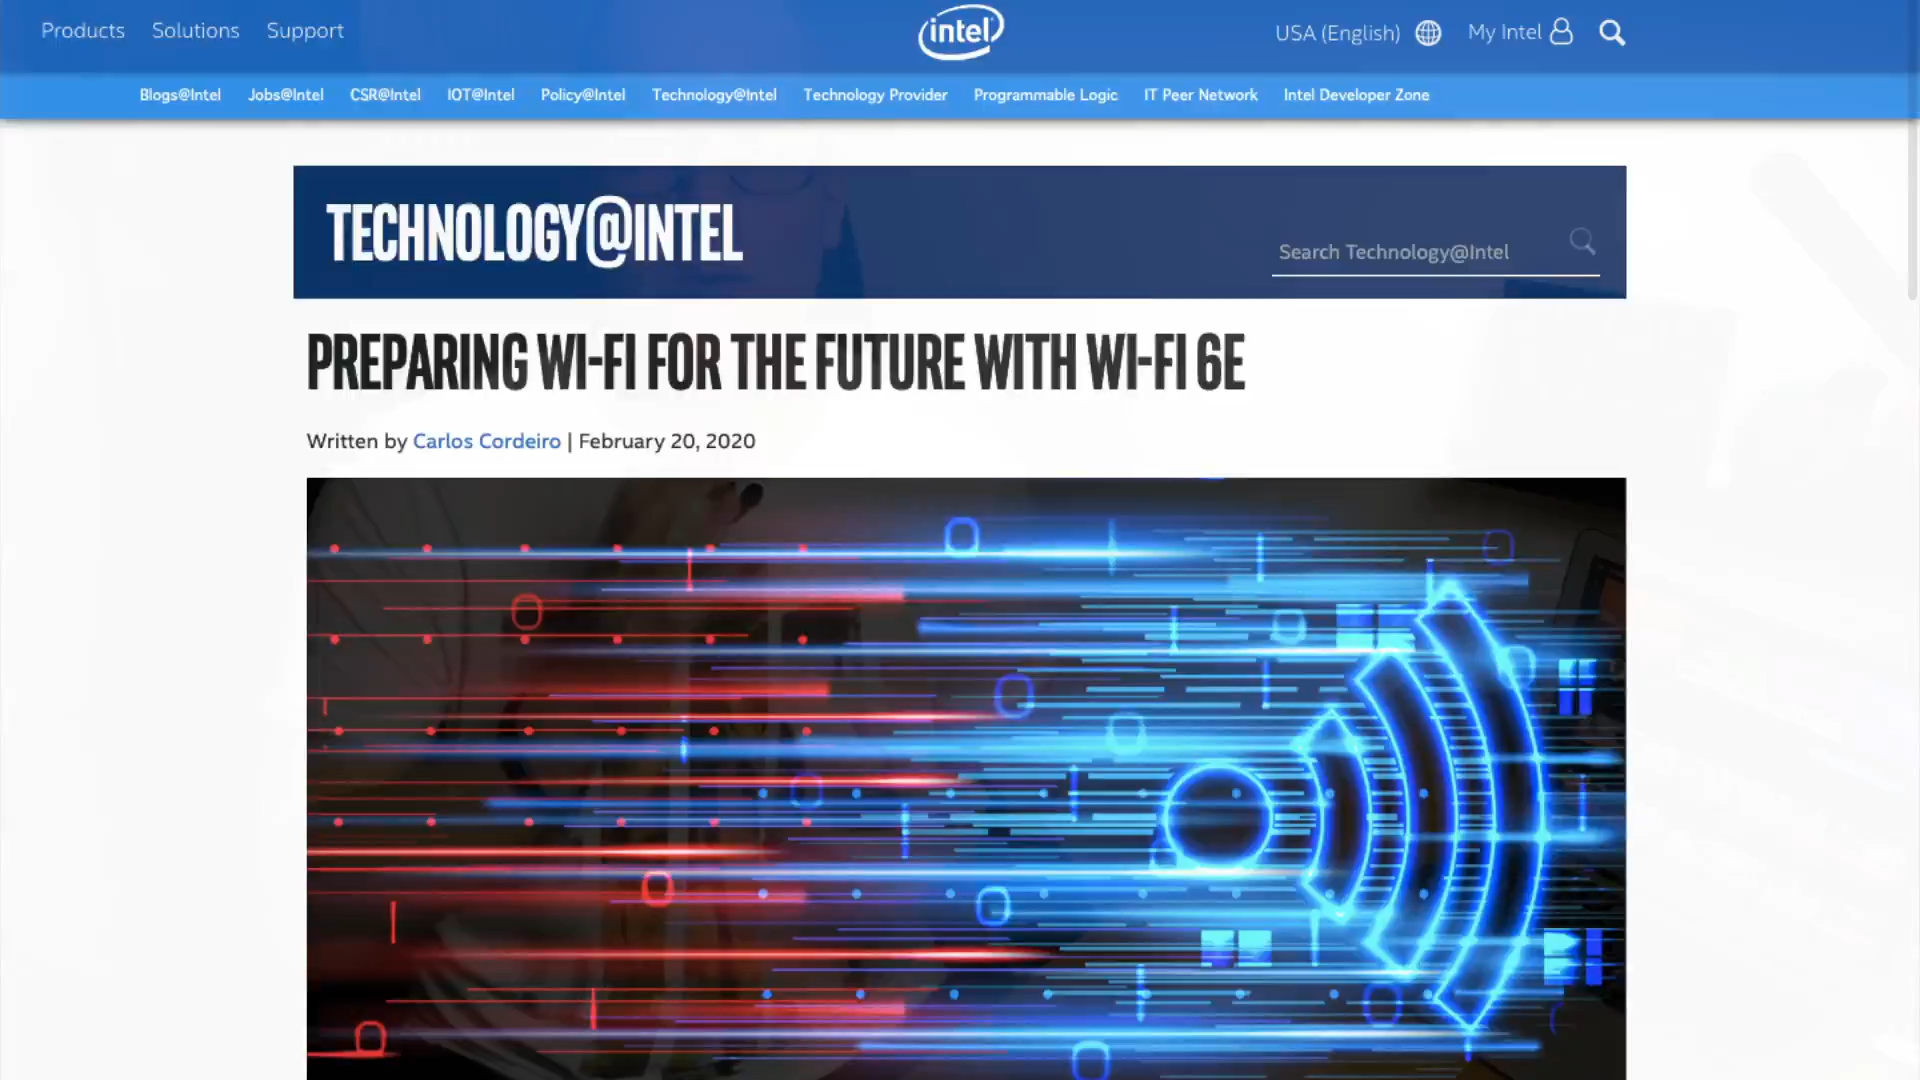 Products Solutions Support intel USA (English) My Intel
Blogs@Intel Jobs@Intel CSR@Intel IOT@Intel Policy@Intel Technology@Intel Technology Provider Programmable Logic IT Peer Network Intel Developer Zone
TECHNOLOGY@INTEL
Search Technology@Intel
PREPARING WI-FI FOR THE FUTURE WITH WI-FI 6E
Written by Carlos Cordeiro | February 20, 2020